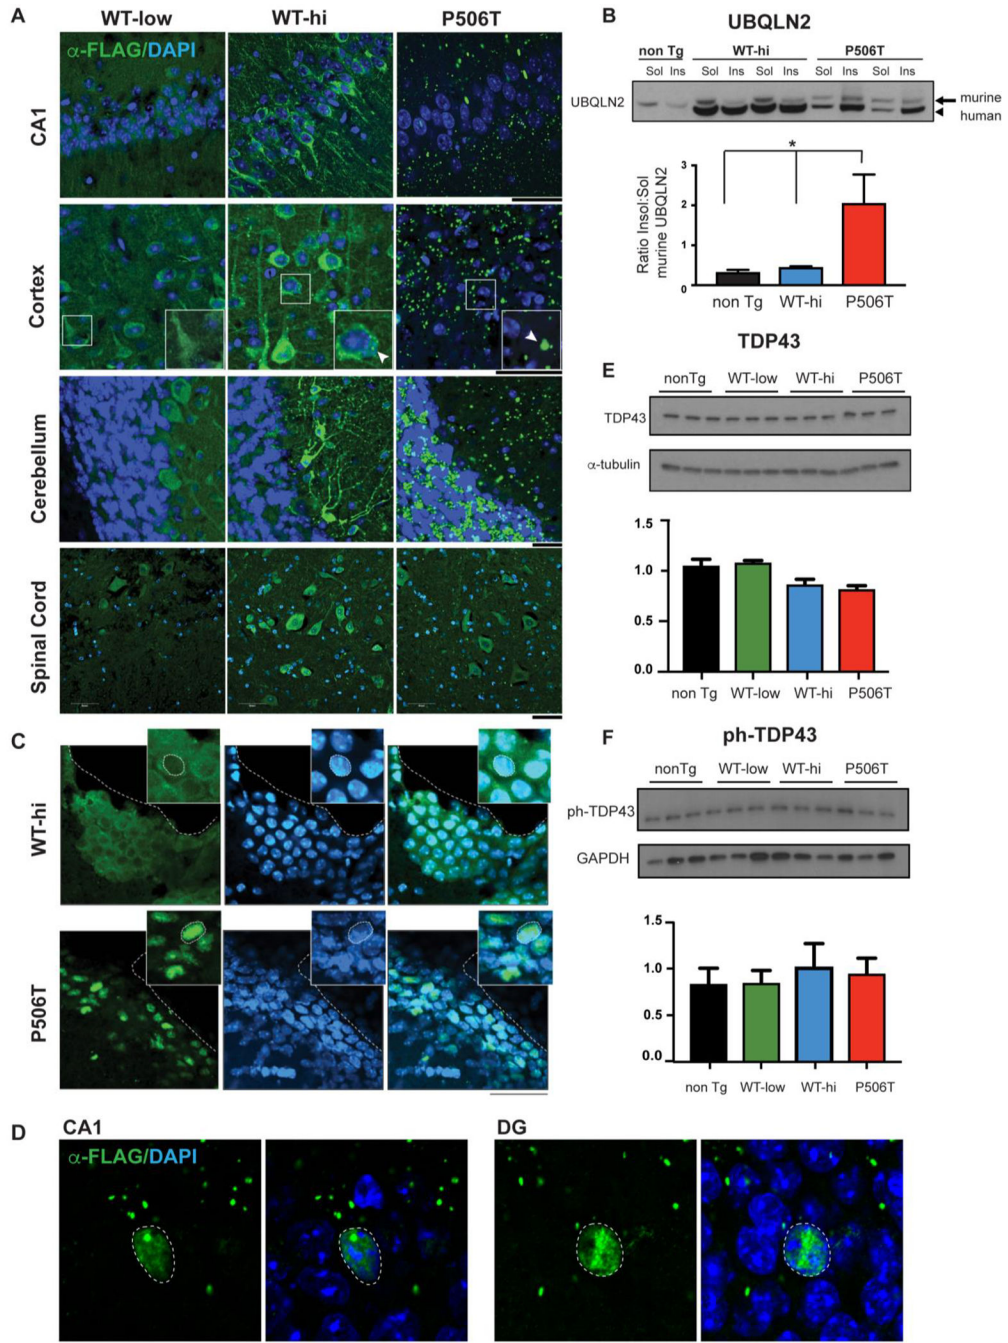 A
WT-low
WT-hi
P506T
α-FLAG/DAPI
CA1
Cortex
Cerebellum
Spinal Cord
B
UBQLN2
non Tg
WT-hi
P506T
Sol Ins Sol Ins Sol Ins Sol Ins Sol Ins
UBQLN2
murine
human
*
Ratio Insol:Sol
murine UBQLN2
3
2
1
0
non Tg
WT-hi
P506T
TDP43
E
nonTg
WT-low
WT-hi
P506T
TDP43
α-tubulin
1.5
1.0
0.5
0.0
non Tg
WT-low
WT-hi
P506T
C
WT-hi
P506T
F
ph-TDP43
nonTg
WT-low
WT-hi
P506T
ph-TDP43
GAPDH
1.5
1.0
0.5
0.0
non Tg
WT-low
WT-hi
P506T
D
CA1
α-FLAG/DAPI
DG